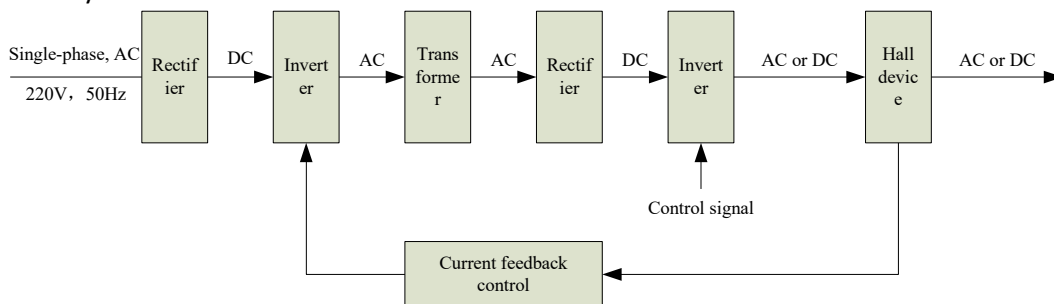 Single-phase, AC
220V，50Hz
Rectif
ier
DC
Invert
er
AC
Trans
forme
r
AC
Rectif
ier
DC
Invert
er
AC or DC
Hall
devic
e
AC or DC
Control signal
Current feedback
control